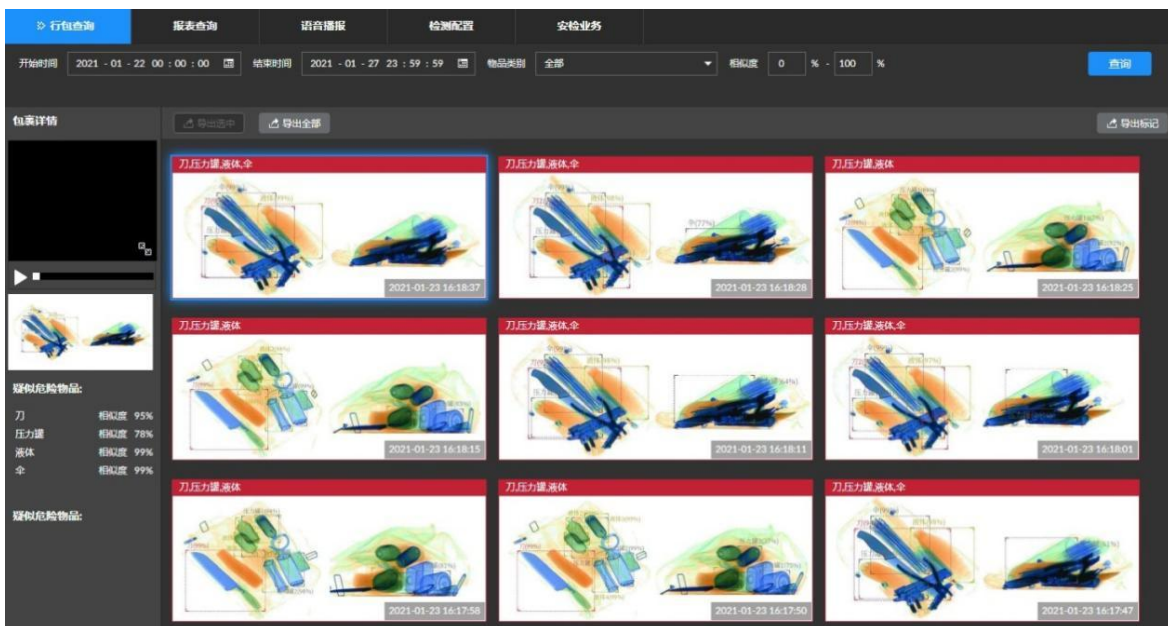 行包查询
报表查询
语音播报
检测配置
安检业务
开始时间 2021 - 01 - 22 00 : 00 : 00 结束时间 2021 - 01 - 27 23 : 59 : 59 物品类别 全部 相似度 0 % - 100 % 查询
包裹详情
导出选中 导出全部 导出标记
疑似危险物品:
刀 相似度 95%
压力罐 相似度 78%
液体 相似度 99%
伞 相似度 99%
疑似危险物品:
刀,压力罐,液体,伞
2021-01-23 16:18:37
刀,压力罐,液体,伞
伞(77%)
2021-01-23 16:18:28
刀,压力罐,液体
2021-01-23 16:18:25
刀,压力罐,液体
2021-01-23 16:18:15
刀,压力罐,液体,伞
2021-01-23 16:18:11
刀,压力罐,液体,伞
2021-01-23 16:18:01
刀,压力罐,液体
2021-01-23 16:17:58
刀,压力罐,液体
2021-01-23 16:17:50
刀,压力罐,液体,伞
2021-01-23 16:17:47